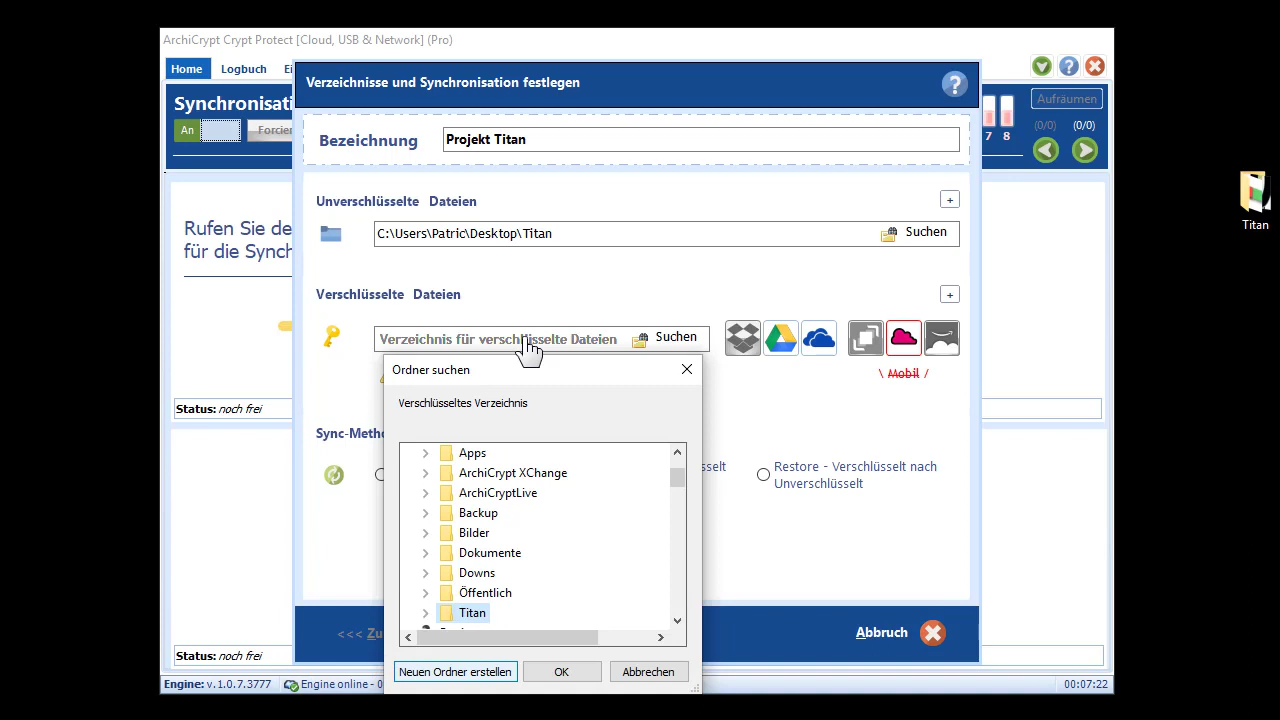 ArchiCrypt Crypt Protect [Cloud, USB & Network] (Pro)
Home Logbuch Ei
Verzeichnisse und Synchronisation festlegen
?
?
Synchronisati
An
Forcier
7 8
Aufräumen
(0/0) (0/0)
Bezeichnung Projekt Titan
Rufen Sie de
für die Synch
Unverschlüsselte Dateien +
C:\Users\Patric\Desktop\Titan Suchen
Titan
Verschlüsselte Dateien +
Verzeichnis für verschlüsselte Dateien Suchen
\ Mobil /
Ordner suchen
Verschlüsseltes Verzeichnis
Status: noch frei
Sync-Metho
sselt
Restore - Verschlüsselt nach
Unverschlüsselt
Apps
ArchiCrypt XChange
ArchiCryptLive
Backup
Bilder
Dokumente
Downs
Öffentlich
Titan
<<< Zu
Abbruch
Status: noch frei
Neuen Ordner erstellen OK Abbrechen
Engine: v.1.0.7.3777 Engine online - 0 00:07:22